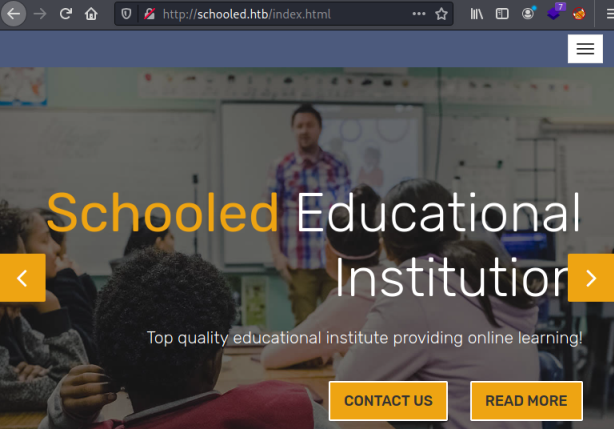 http://schooled.htb/index.html
7
Schooled Educational
Institution
Top quality educational institute providing online learning!
CONTACT US
READ MORE